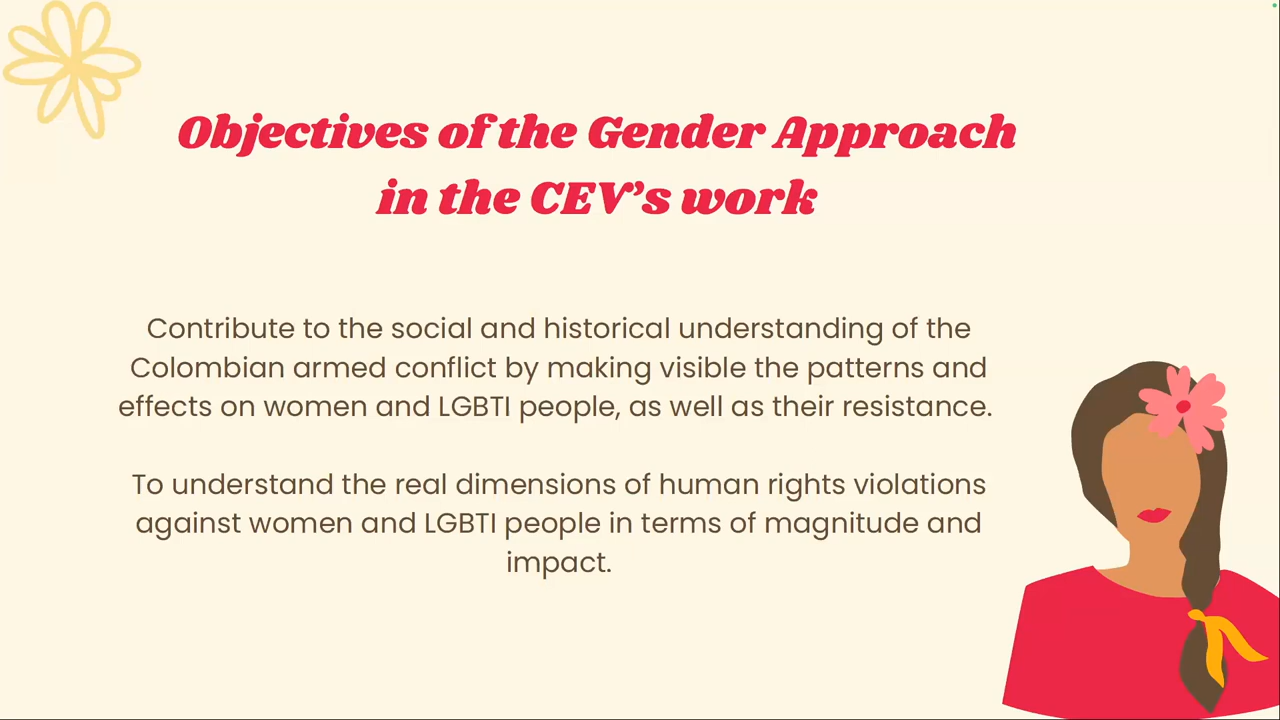 Objectives of the Gender Approach
in the CEV’s work
Contribute to the social and historical understanding of the
Colombian armed conflict by making visible the patterns and
effects on women and LGBTI people, as well as their resistance.
To understand the real dimensions of human rights violations
against women and LGBTI people in terms of magnitude and
impact.